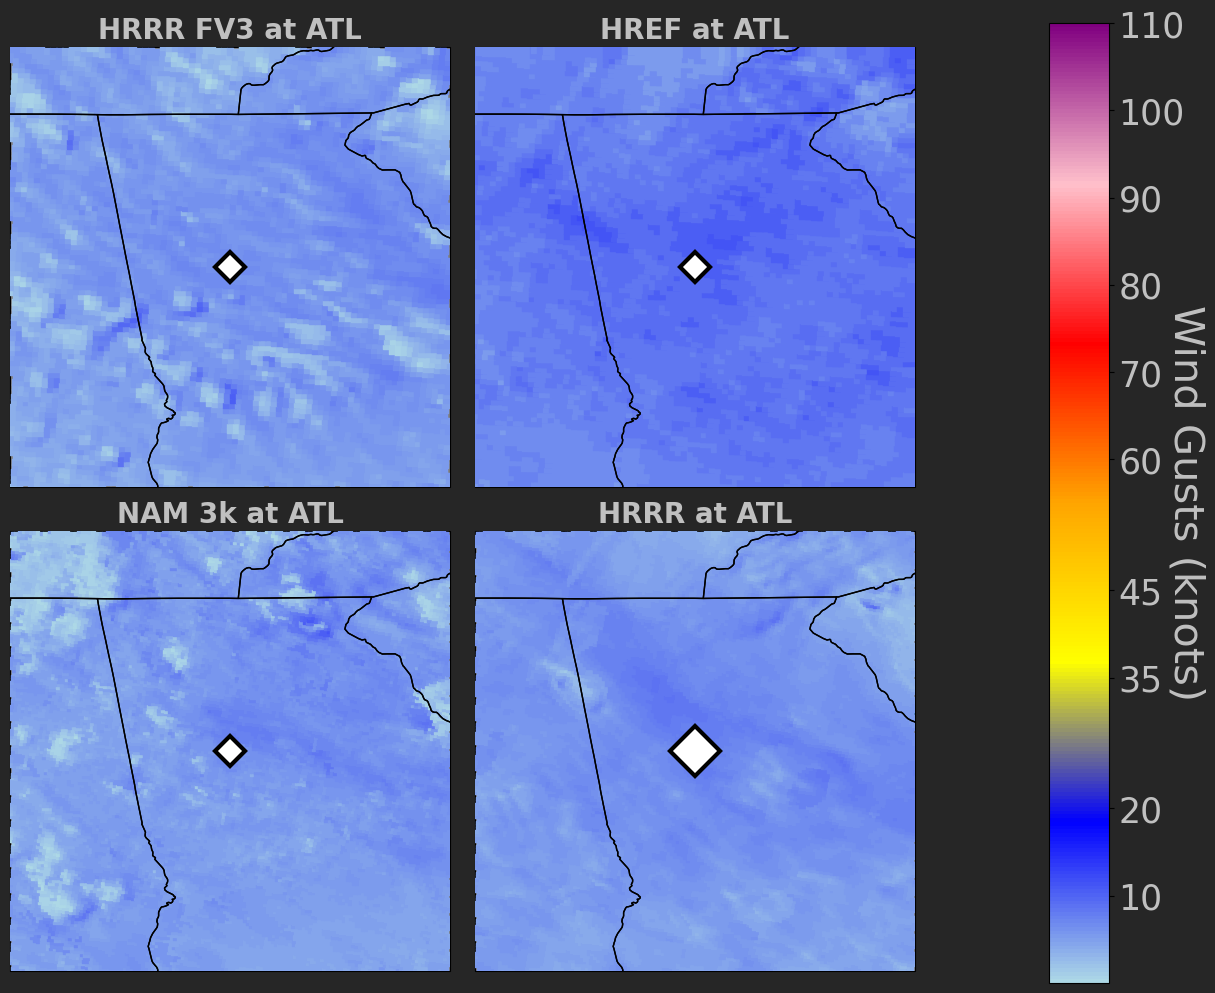 HRRR FV3 at ATL
HREF at ATL
NAM 3k at ATL
HRRR at ATL
110
100
90
80
70
60
45
35
20
10
Wind Gusts (knots)